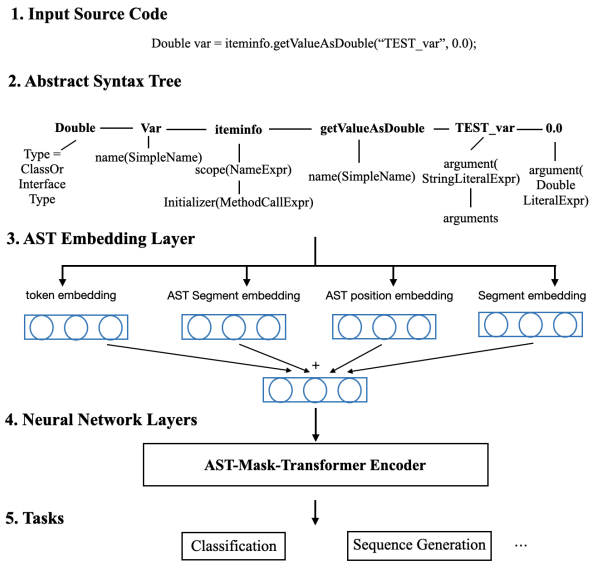 1. Input Source Code
Double var = iteminfo.getValueAsDouble(“TEST_var”, 0.0);
2. Abstract Syntax Tree
Double Var iteminfo getValueAsDouble TEST_var 0.0
Type =
ClassOr
Interface
Type
name(SimpleName)
scope(NameExpr)
Initializer(MethodCallExpr)
name(SimpleName)
argument(
StringLiteralExpr)
arguments
argument(
Double
LiteralExpr)
3. AST Embedding Layer
token embedding
AST Segment embedding
AST position embedding
Segment embedding
+
4. Neural Network Layers
AST-Mask-Transformer Encoder
5. Tasks
Classification
Sequence Generation
...